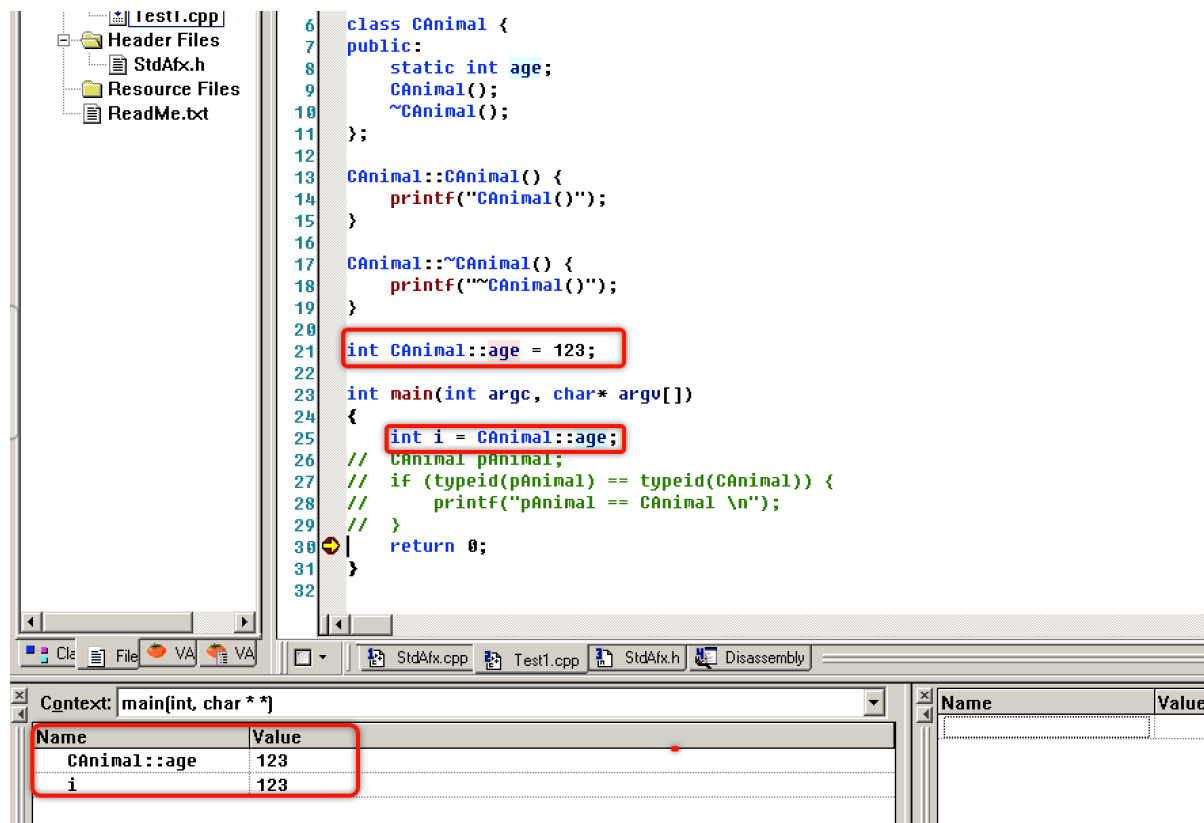 Test1.cpp
Header Files
StdAfx.h
Resource Files
ReadMe.txt
6 class CAnimal {
7 public:
8 static int age;
9 CAnimal();
10 ~CAnimal();
11 };
12
13 CAnimal::CAnimal() {
14 printf("CAnimal()");
15 }
16
17 CAnimal::~CAnimal() {
18 printf("~CAnimal()");
19 }
20
21 int CAnimal::age = 123;
22
23 int main(int argc, char* argv[])
24 {
25 int i = CAnimal::age;
26 // CAnimal pAnimal;
27 // if (typeid(pAnimal) == typeid(CAnimal)) {
28 // printf("pAnimal == CAnimal \n");
29 // }
30 return 0;
31 }
32
Cla File VA VA
StdAfx.cpp Test1.cpp StdAfx.h Disassembly
Context: main(int, char * *)
Name Value
CAnimal::age 123
i 123
Name Value